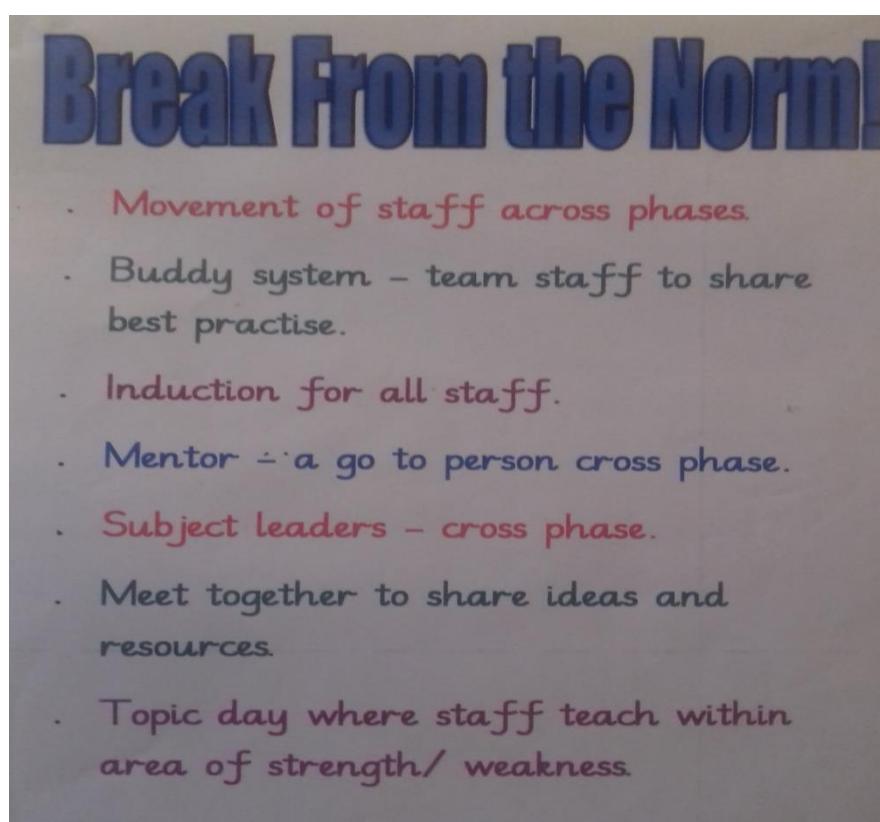 Break From the Norm!
. Movement of staff across phases.
. Buddy system – team staff to share
best practise.
. Induction for all staff.
. Mentor – a go to person cross phase.
. Subject leaders – cross phase.
. Meet together to share ideas and
resources.
. Topic day where staff teach within
area of strength/ weakness.